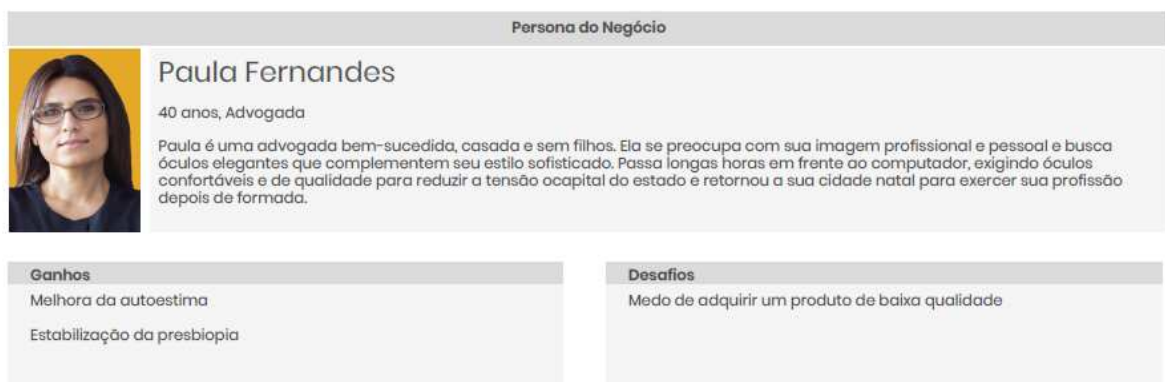 Persona do Negócio
Paula Fernandes
40 anos, Advogada
Paula é uma advogada bem-sucedida, casada e sem filhos. Ela se preocupa com sua imagem profissional e pessoal e busca
óculos elegantes que complementem seu estilo sofisticado. Passa longas horas em frente ao computador, exigindo óculos
confortáveis e de qualidade para reduzir a tensão ocapital do estado e retornou a sua cidade natal para exercer sua profissão
depois de formada.
Ganhos
Melhora da autoestima
Estabilização da presbiopia
Desafios
Medo de adquirir um produto de baixa qualidade